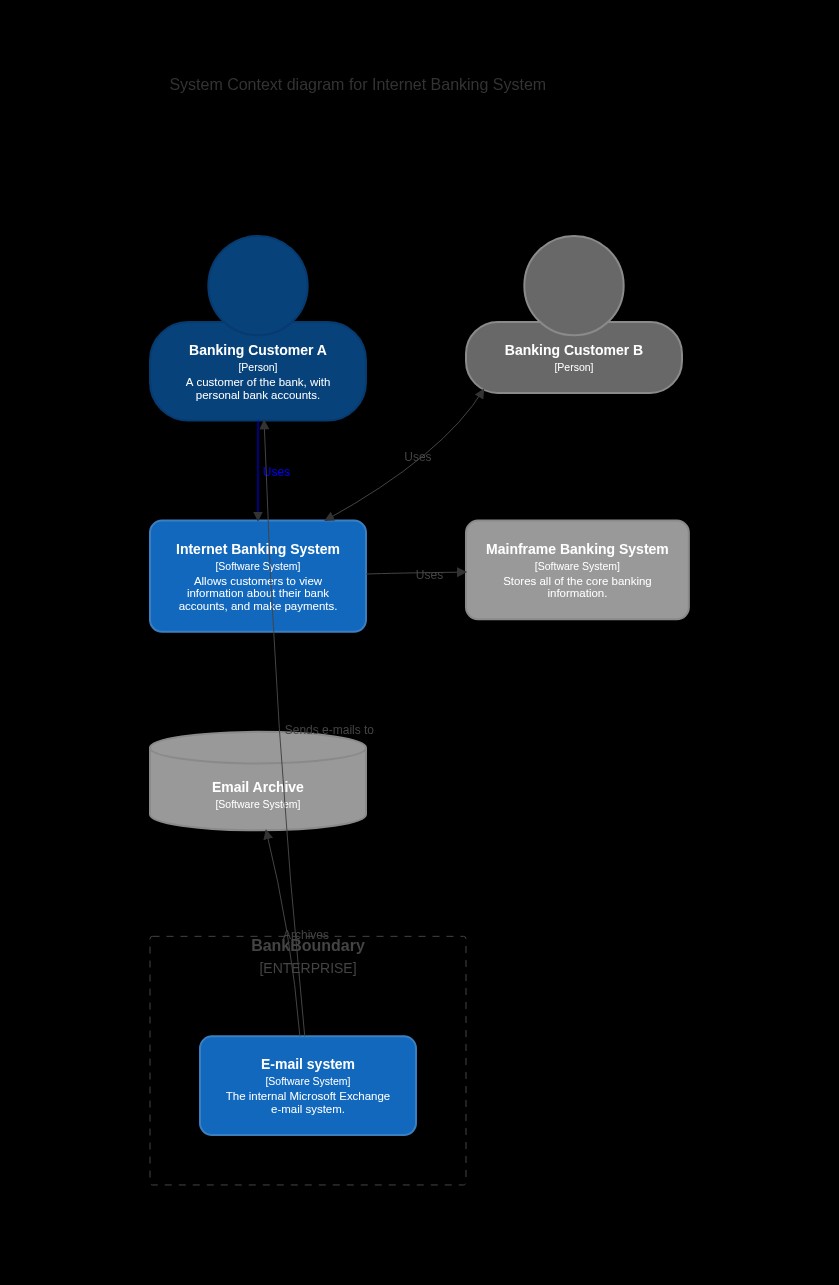 System Context diagram for Internet Banking System
Banking Customer A
[Person]
A customer of the bank, with
personal bank accounts.
Banking Customer B
[Person]
Uses
Uses
Internet Banking System
[Software System]
Allows customers to view
information about their bank
accounts, and make payments.
Uses
Mainframe Banking System
[Software System]
Stores all of the core banking
information.
Sends e-mails to
Email Archive
[Software System]
Archives
BankBoundary
[ENTERPRISE]
E-mail system
[Software System]
The internal Microsoft Exchange
e-mail system.